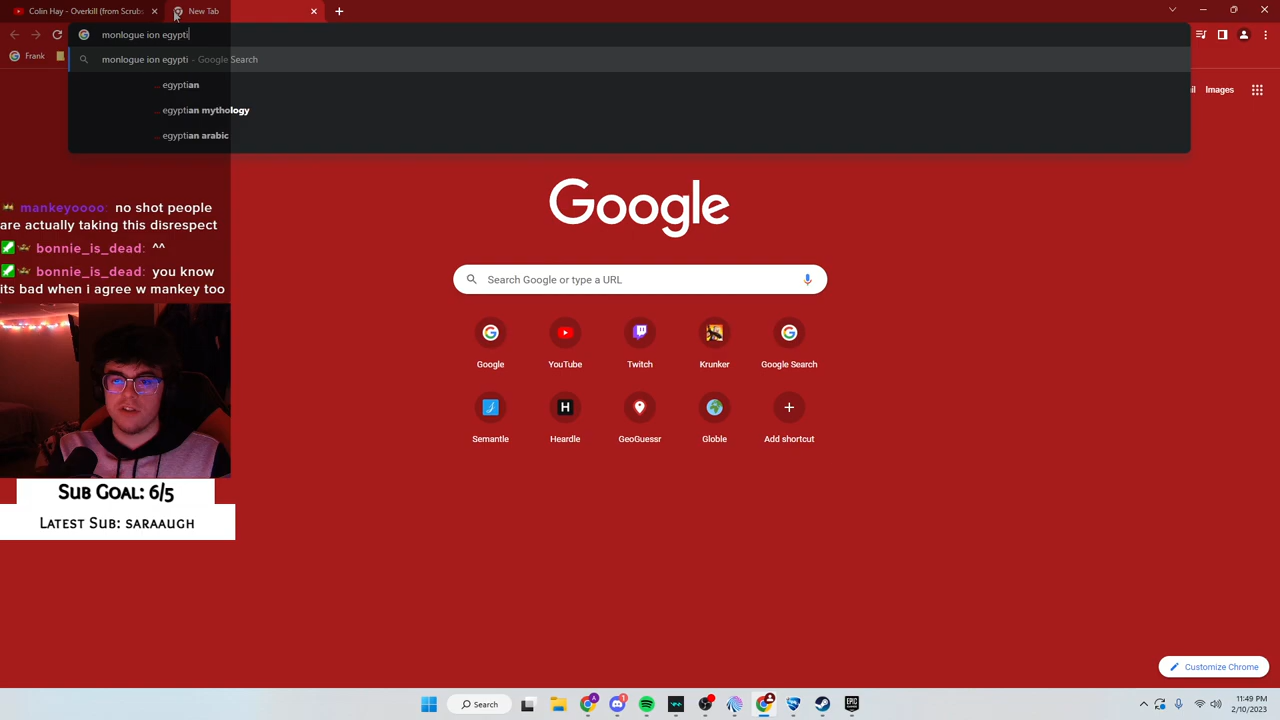 Colin Hay - Overkill (from Scrubs
New Tab
monlogue ion egypti
Frank
monlogue ion egypti - Google Search
... egyptian
... egyptian mythology
... egyptian arabic
Images
Google
Search Google or type a URL
Google
YouTube
Twitch
Krunker
Google Search
Semantle
Heardle
GeoGuessr
Globle
Add shortcut
mankeyoooo: no shot people
are actually taking this disrespect
bonnie_is_dead: ^^
bonnie_is_dead: you know
its bad when i agree w mankey too
Sub Goal: 6/5
Latest Sub: saraaugh
Customize Chrome
Search
11:49 PM
2/10/2023